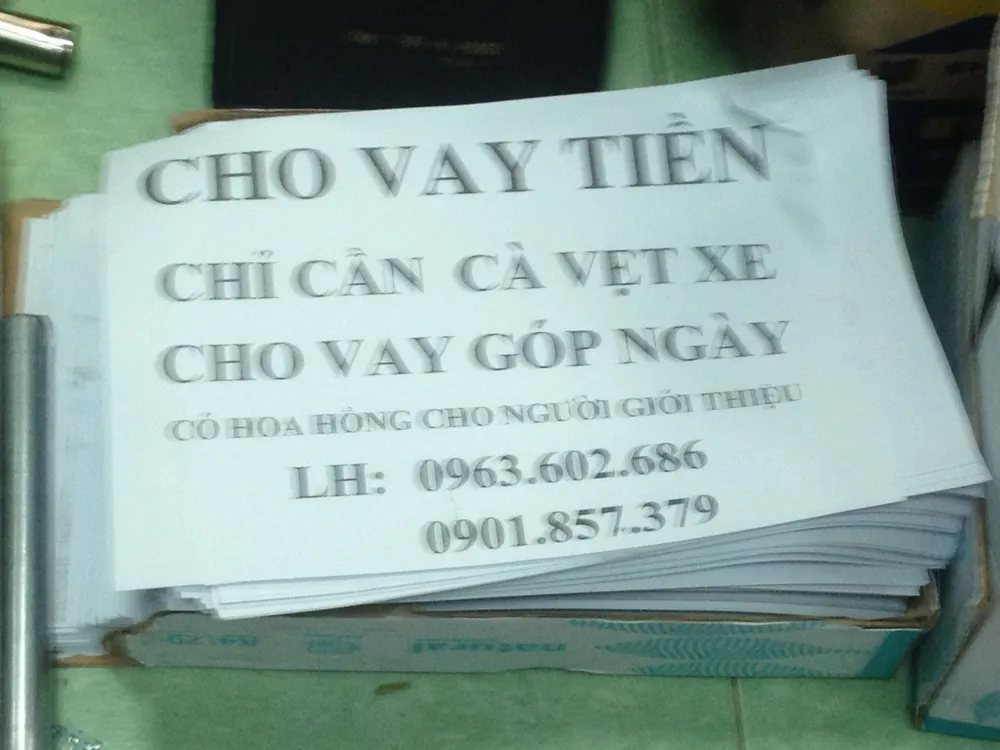 CHO VAY TIỀN
CHỈ CẦN CÀ VẸT XE
CHO VAY GÓP NGÀY
CÓ HOA HỒNG CHO NGƯỜI GIỚI THIỆU
LH: 0963.602.686
0901.857.379
natural